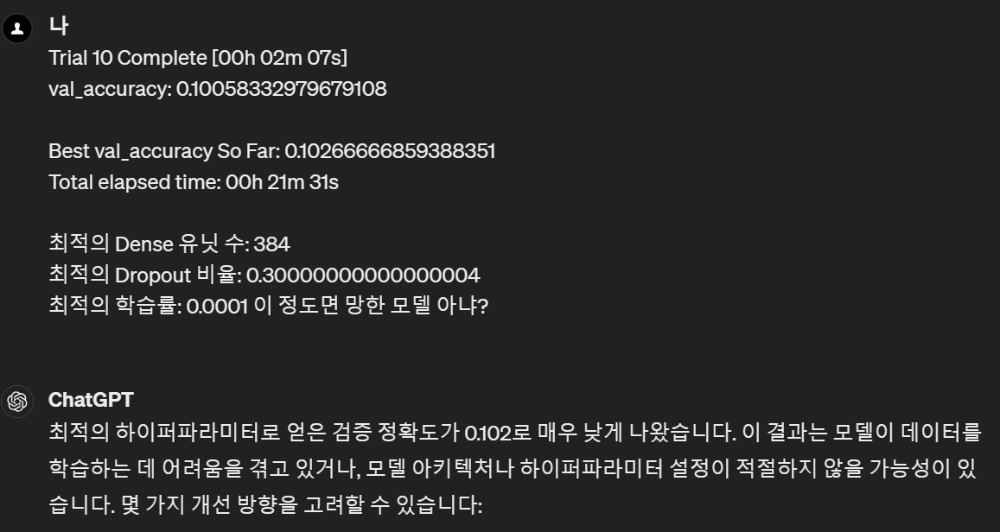 나
Trial 10 Complete [00h 02m 07s]
val_accuracy: 0.10058332979679108
Best val_accuracy So Far: 0.10266666859388351
Total elapsed time: 00h 21m 31s
최적의 Dense 유닛 수: 384
최적의 Dropout 비율: 0.30000000000000004
최적의 학습률: 0.0001 이 정도면 망한 모델 아냐?
ChatGPT
최적의 하이퍼파라미터로 얻은 검증 정확도가 0.102로 매우 낮게 나왔습니다. 이 결과는 모델이 데이터를
학습하는 데 어려움을 겪고 있거나, 모델 아키텍처나 하이퍼파라미터 설정이 적절하지 않을 가능성이 있
습니다. 몇 가지 개선 방향을 고려할 수 있습니다: